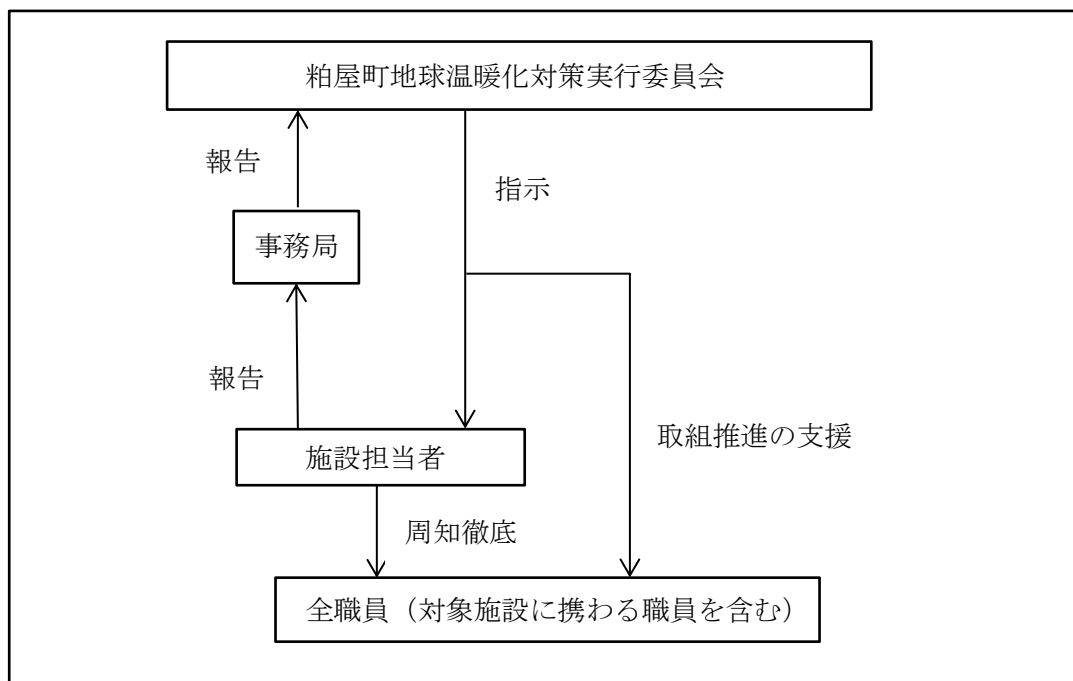 粕屋町地球温暖化対策実行委員会
報告
指示
事務局
報告
取組推進の支援
施設担当者
周知徹底
全職員（対象施設に携わる職員を含む）